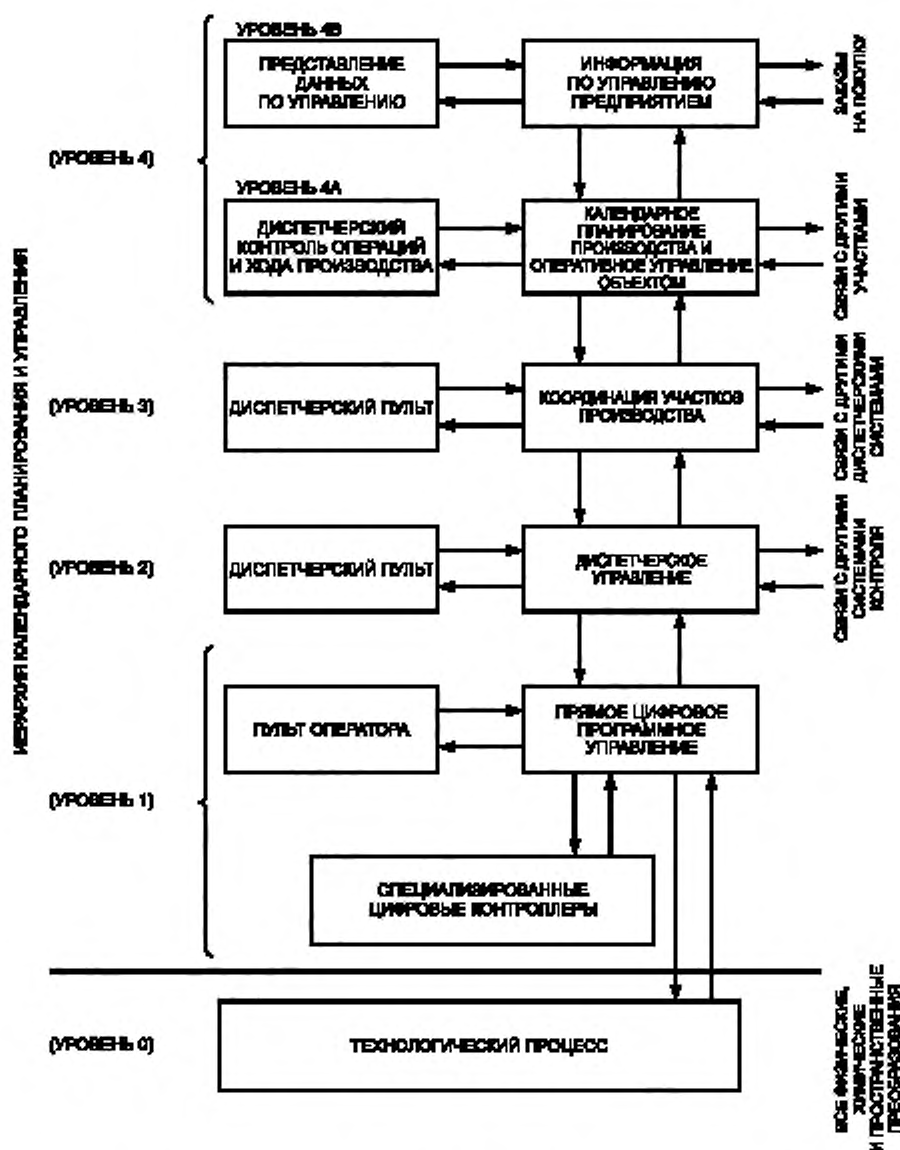 УРОВЕНЬ 4B
ПРЕДСТАВЛЕНИЕ
ДАННЫХ
ПО УПРАВЛЕНИЮ
ИНФОРМАЦИЯ
ПО УПРАВЛЕНИЮ
ПРЕДПРИЯТИЕМ
ЗАКАЗЫ
НА ПОКУПКУ
(УРОВЕНЬ 4)
УРОВЕНЬ 4A
ДИСПЕТЧЕРСКИЙ
КОНТРОЛЬ ОПЕРАЦИЙ
И ХОДА ПРОИЗВОДСТВА
КАЛЕНДАРНОЕ
ПЛАНИРОВАНИЕ
ПРОИЗВОДСТВА И
ОПЕРАТИВНОЕ УПРАВЛЕНИЕ
ОБЪЕКТОМ
СВЯЗИ С ДРУГИМИ
УЧАСТКАМИ
ИЕРАРХИЯ КАЛЕНДАРНОГО ПЛАНИРОВАНИЯ И УПРАВЛЕНИЯ
(УРОВЕНЬ 3)
ДИСПЕТЧЕРСКИЙ ПУЛЬТ
КООРДИНАЦИЯ УЧАСТКОВ
ПРОИЗВОДСТВА
СВЯЗИ С ДРУГИМИ
ДИСПЕТЧЕРСКИМИ
СИСТЕМАМИ
(УРОВЕНЬ 2)
ДИСПЕТЧЕРСКИЙ ПУЛЬТ
ДИСПЕТЧЕРСКОЕ
УПРАВЛЕНИЕ
СВЯЗИ С ДРУГИМИ
СИСТЕМАМИ
КОНТРОЛЯ
(УРОВЕНЬ 1)
ПУЛЬТ ОПЕРАТОРА
ПРЯМОЕ ЦИФРОВОЕ
ПРОГРАММНОЕ
УПРАВЛЕНИЕ
СПЕЦИАЛИЗИРОВАННЫЕ
ЦИФРОВЫЕ КОНТРОЛЛЕРЫ
(УРОВЕНЬ 0)
ТЕХНОЛОГИЧЕСКИЙ ПРОЦЕСС
ВСЕ ФИЗИЧЕСКИЕ,
ХИМИЧЕСКИЕ
И ПРОСТРАНСТВЕННЫЕ
ПРЕОБРАЗОВАНИЯ